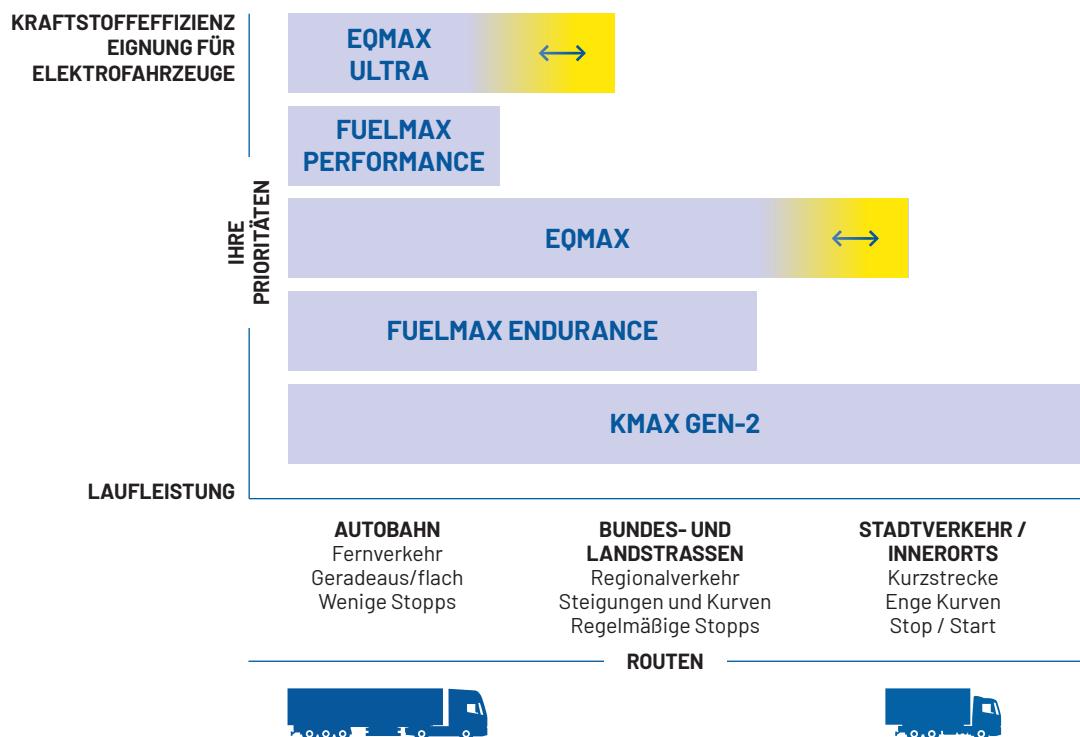 KRAFTSTOFFEFFIZIENZ
EIGNUNG FÜR
ELEKTROFAHRZEUGE
IHRE
PRIORITÄTEN
LAUFLEISTUNG
EQMAX
ULTRA
FUELMAX
PERFORMANCE
EQMAX
FUELMAX ENDURANCE
KMAX GEN-2
AUTOBAHN
Fernverkehr
Geradeaus/flach
Wenige Stopps
BUNDES- UND
LANDSTRASSEN
Regionalverkehr
Steigungen und Kurven
Regelmäßige Stopps
STADTVERKEHR /
INNERORTS
Kurzstrecke
Enge Kurven
Stop / Start
ROUTEN